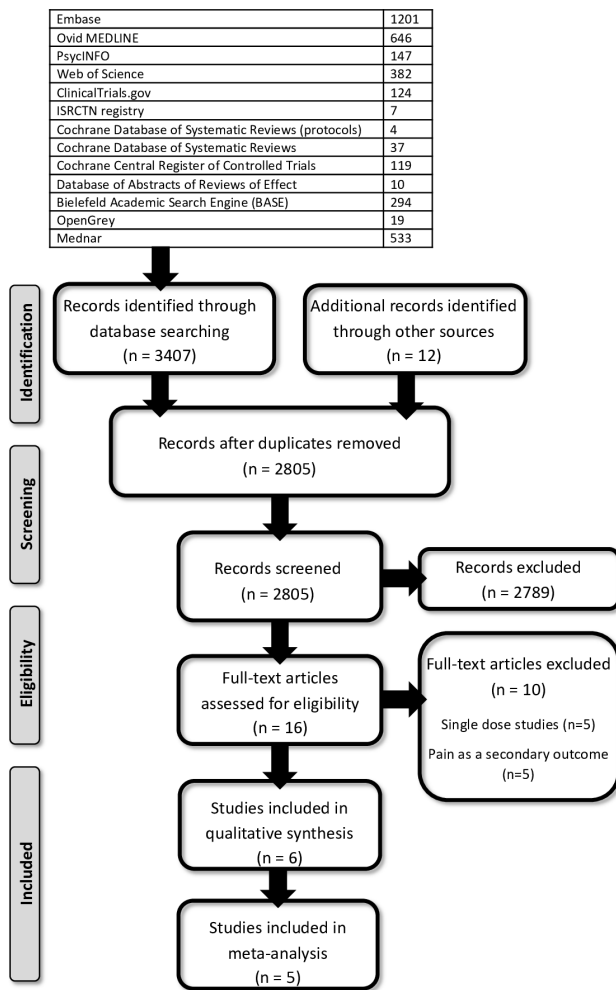 Embase 1201
Ovid MEDLINE 646
PsycINFO 147
Web of Science 382
ClinicalTrials.gov 124
ISRCTN registry 7
Cochrane Database of Systematic Reviews (protocols) 4
Cochrane Database of Systematic Reviews 37
Cochrane Central Register of Controlled Trials 119
Database of Abstracts of Reviews of Effect 10
Bielefeld Academic Search Engine (BASE) 294
OpenGrey 19
Mednar 533
Identification
Records identified through
database searching
(n = 3407)
Additional records identified
through other sources
(n = 12)
Records after duplicates removed
(n = 2805)
Screening
Records screened
(n = 2805)
Records excluded
(n = 2789)
Eligibility
Full-text articles
assessed for eligibility
(n = 16)
Full-text articles excluded
(n = 10)
Single dose studies (n=5)
Pain as a secondary outcome
(n=5)
Included
Studies included in
qualitative synthesis
(n = 6)
Studies included in
meta-analysis
(n = 5)